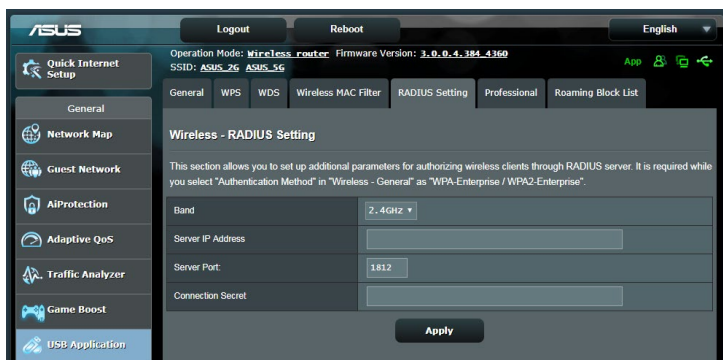 ASUS
Logout
Reboot
English
Quick Internet
Setup
Operation Mode: Wireless router Firmware Version: 3.0.0.4.384_4360
SSID: ASUS_2G ASUS_5G
App
General
WPS
WDS
Wireless MAC Filter
RADIUS Setting
Professional
Roaming Block List
General
Network Map
Guest Network
AiProtection
Adaptive QoS
Traffic Analyzer
Game Boost
USB Application
Wireless - RADIUS Setting
This section allows you to set up additional parameters for authorizing wireless clients through RADIUS server. It is required while
you select "Authentication Method" in "Wireless - General" as "WPA-Enterprise / WPA2-Enterprise".
Band
2.4GHz
Server IP Address
Server Port:
1812
Connection Secret
Apply